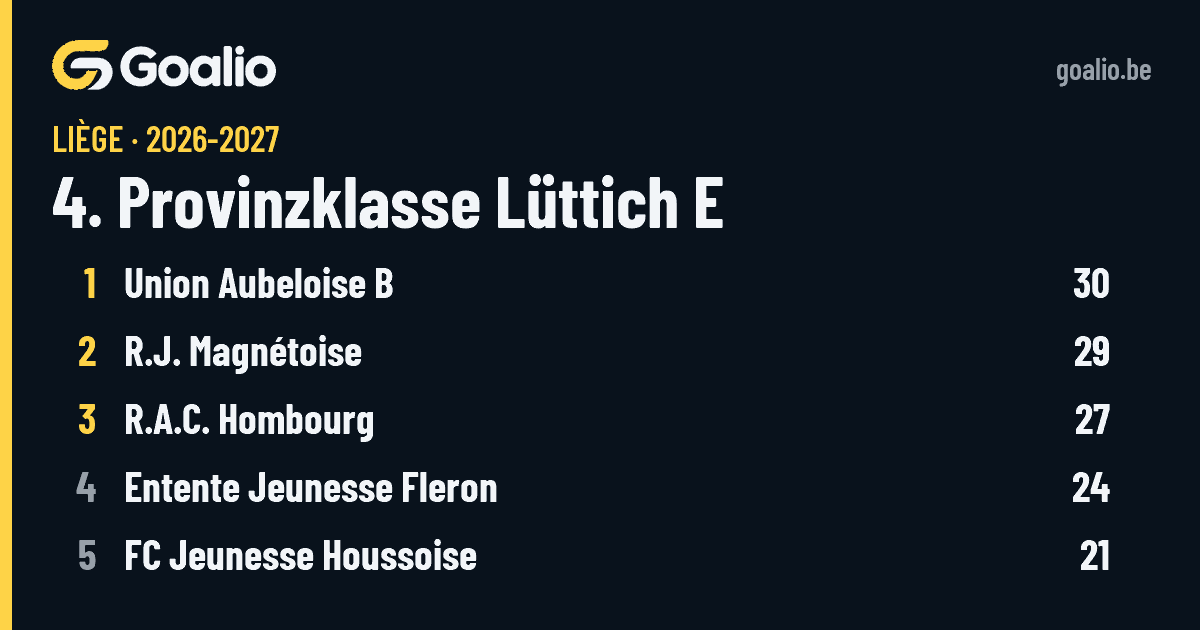 Goalio
goalio.be
LIÈGE · 2026-2027
4. Provinzklasse Lüttich E
1 Union Aubeloise B 30
2 R.J. Magnétoise 29
3 R.A.C. Hombourg 27
4 Entente Jeunesse Fleron 24
5 FC Jeunesse Houssoise 21